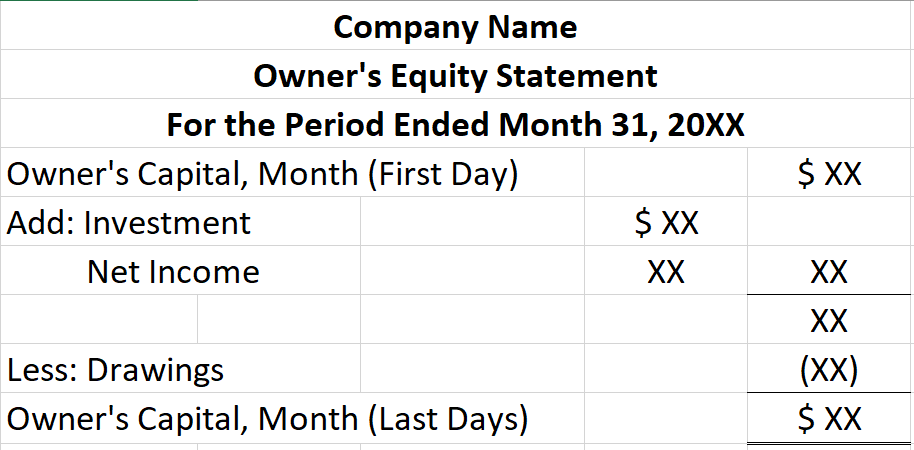 Company Name
Owner's Equity Statement
For the Period Ended Month 31, 20XX
Owner's Capital, Month (First Day) $ XX
Add: Investment $ XX
Net Income XX XX
XX
Less: Drawings (XX)
Owner's Capital, Month (Last Days) $ XX